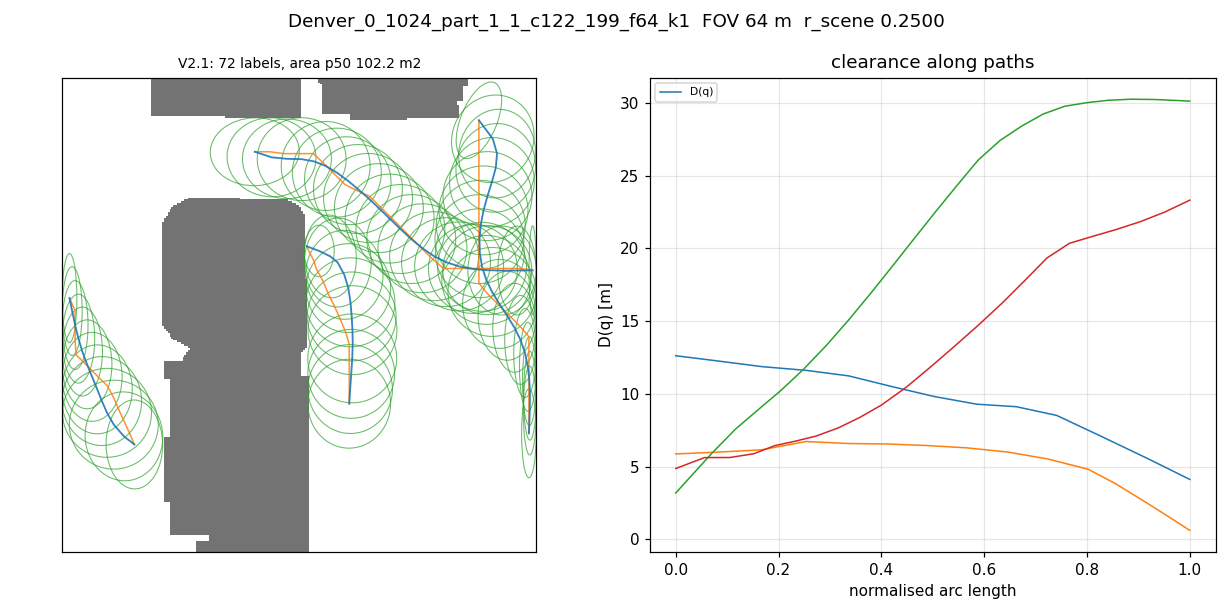 Denver_0_1024_part_1_1_c122_199_f64_k1  FOV 64 m  r_scene 0.2500
V2.1: 72 labels, area p50 102.2 m2
clearance along paths
D(q)
30
25
20
15
10
5
0
D(q) [m]
0.0 0.2 0.4 0.6 0.8 1.0
normalised arc length